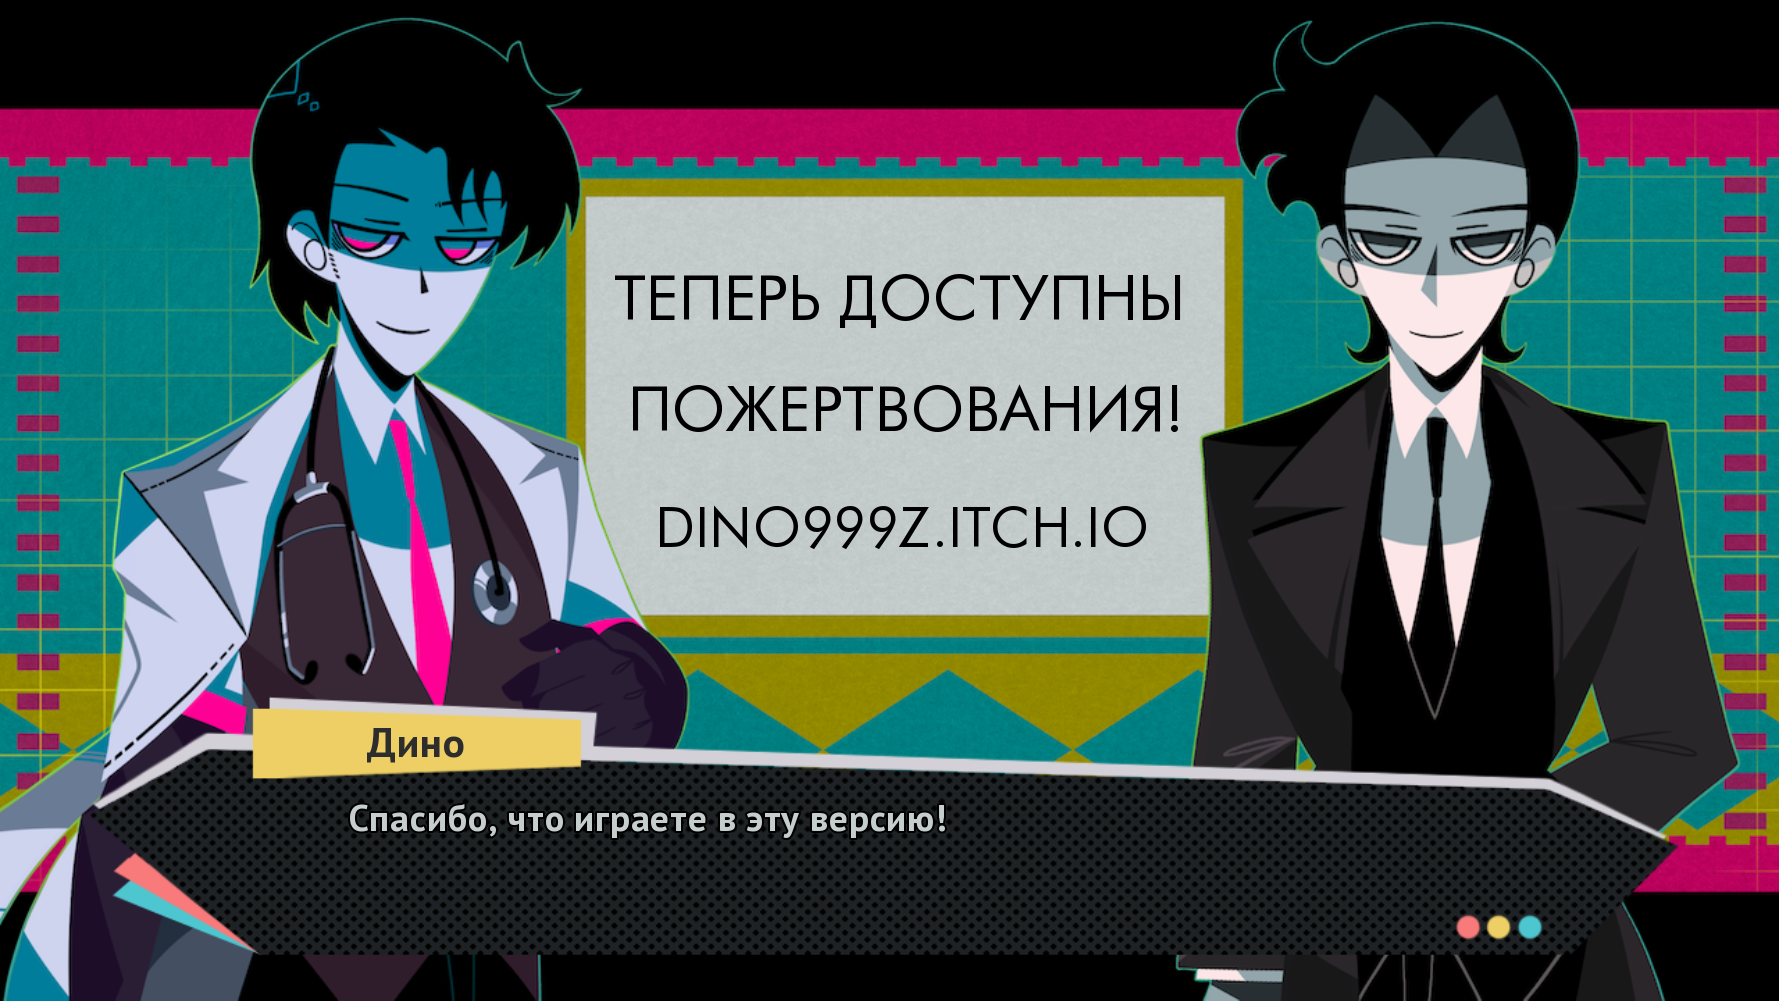 ТЕПЕРЬ ДОСТУПНЫ
ПОЖЕРТВОВАНИЯ!
DINO999Z.ITCH.IO
Дино
Спасибо, что играете в эту версию!